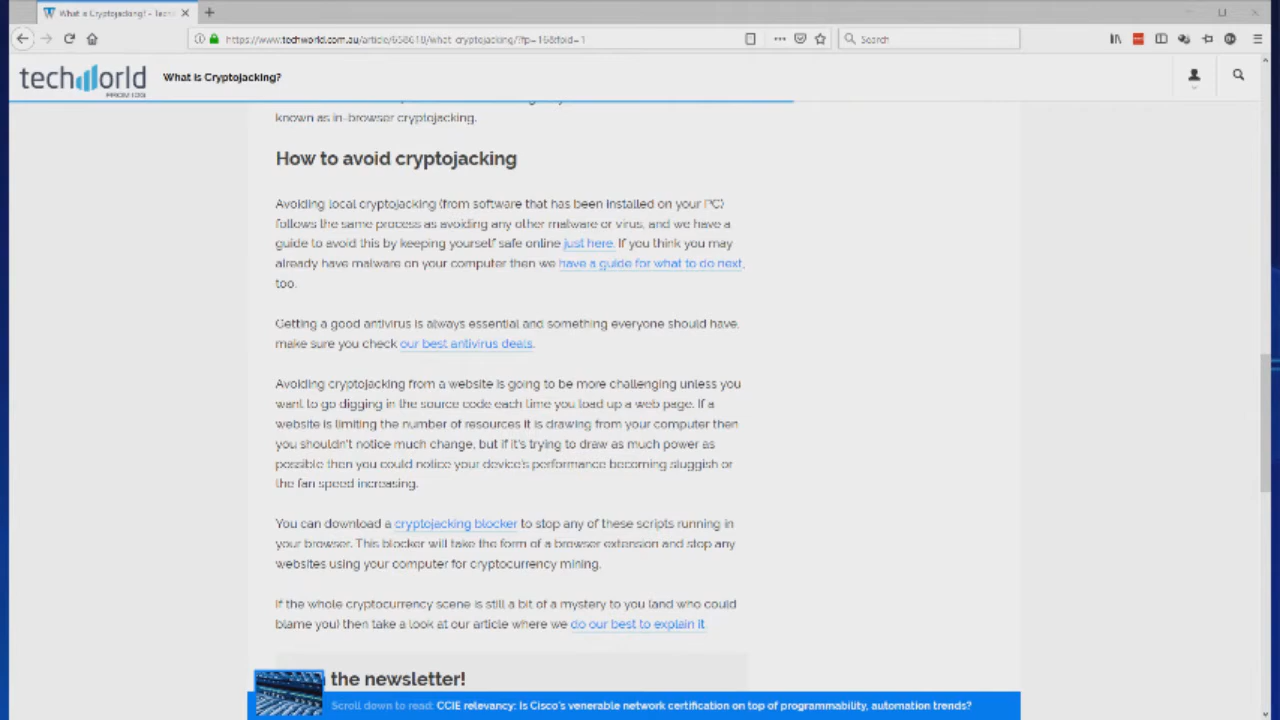 What is Cryptojacking? - Tech
https://www.techworld.com.au/article/658618/what-cryptojacking/?fp=16&fpid=1
Search
techworld
FROM IDG
What is Cryptojacking?
known as in-browser cryptojacking.
How to avoid cryptojacking
Avoiding local cryptojacking (from software that has been installed on your PC)
follows the same process as avoiding any other malware or virus, and we have a
guide to avoid this by keeping yourself safe online just here. If you think you may
already have malware on your computer then we have a guide for what to do next,
too.
Getting a good antivirus is always essential and something everyone should have,
make sure you check our best antivirus deals.
Avoiding cryptojacking from a website is going to be more challenging unless you
want to go digging in the source code each time you load up a web page. If a
website is limiting the number of resources it is drawing from your computer then
you shouldn't notice much change, but if it's trying to draw as much power as
possible then you could notice your device's performance becoming sluggish or
the fan speed increasing.
You can download a cryptojacking blocker to stop any of these scripts running in
your browser. This blocker will take the form of a browser extension and stop any
websites using your computer for cryptocurrency mining.
If the whole cryptocurrency scene is still a bit of a mystery to you (and who could
blame you) then take a look at our article where we do our best to explain it.
the newsletter!
Scroll down to read: CCIE relevancy: Is Cisco's venerable network certification on top of programmability, automation trends?